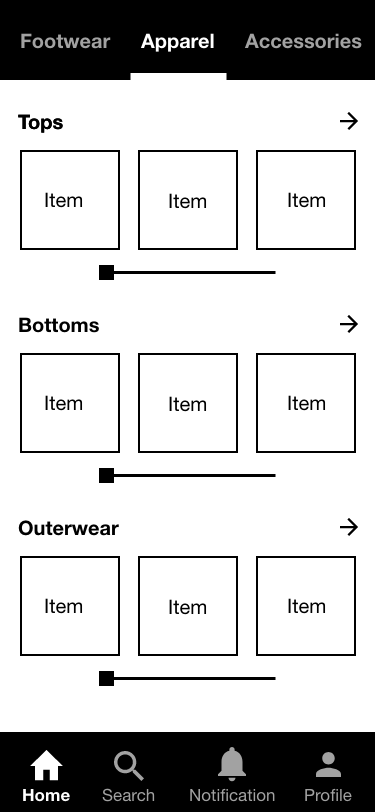 Footwear Apparel Accessories
Tops
Item Item Item
Bottoms
Item Item Item
Outerwear
Item Item Item
Home Search Notification Profile